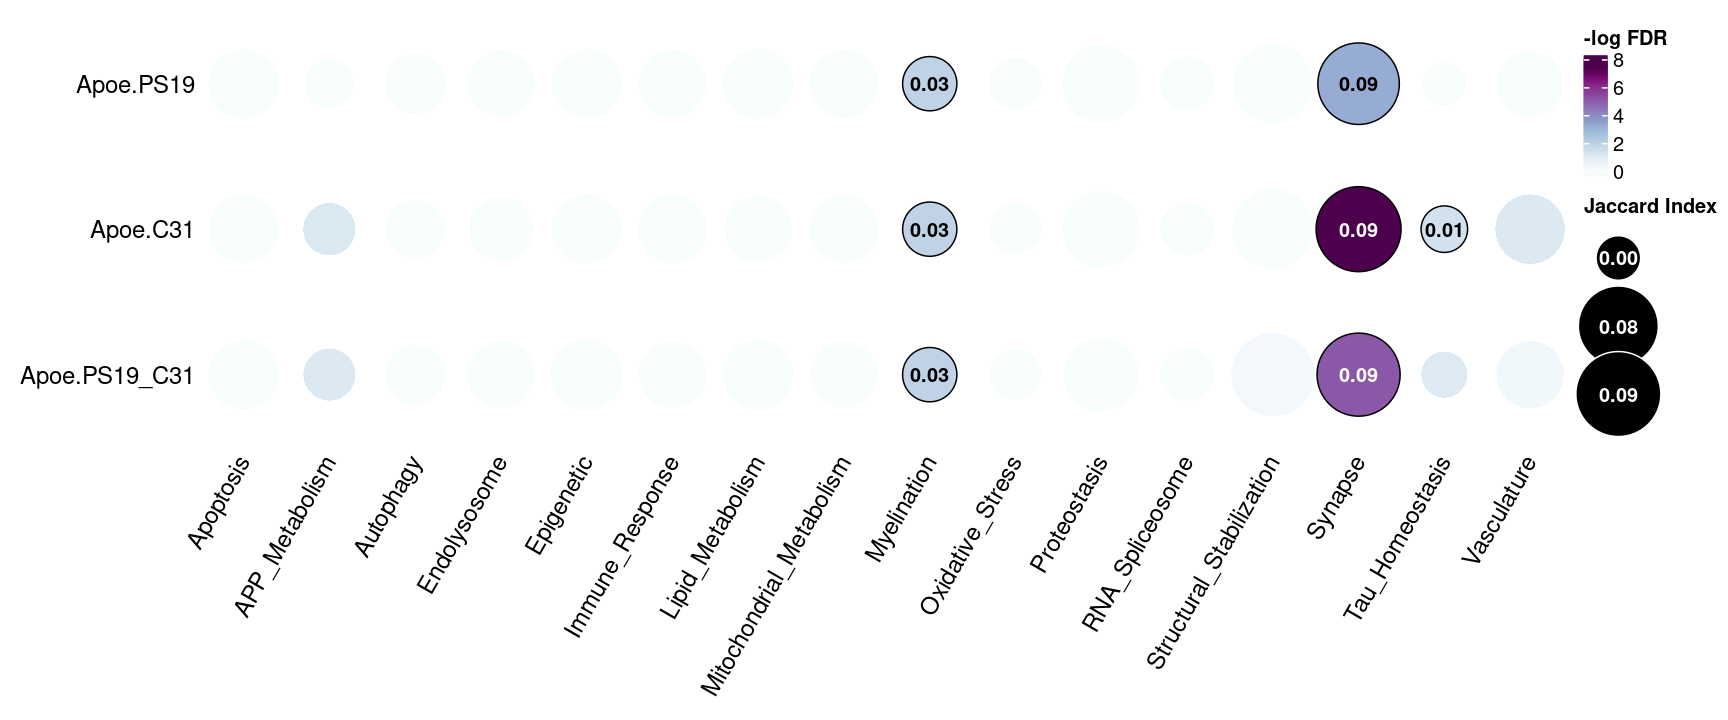 -log FDR
8
6
4
2
0
Jaccard Index
0.00
0.08
0.09
Apoe.PS19
0.03
0.09
Apoe.C31
0.03
0.09
0.01
Apoe.PS19_C31
0.03
0.09
Apoptosis
APP_Metabolism
Autophagy
Endolysosome
Epigenetic
Immune_Response
Lipid_Metabolism
Mitochondrial_Metabolism
Myelination
Oxidative_Stress
Proteostasis
RNA_Spliceosome
Structural_Stabilization
Synapse
Tau_Homeostasis
Vasculature